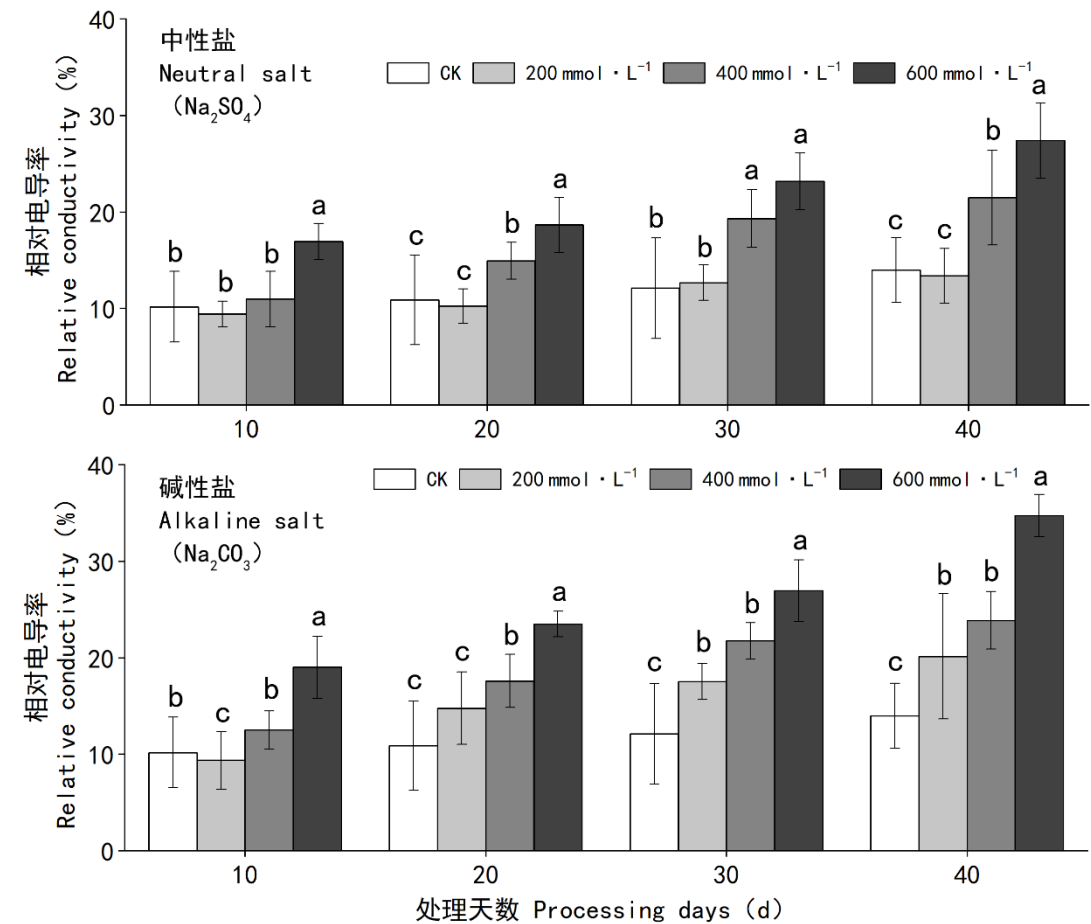 40
30
20
10
0
相对电导率
Relative conductivity (%)
中性盐
Neutral salt
（Na₂SO₄）
CK 200 mmol·L⁻¹ 400 mmol·L⁻¹ 600 mmol·L⁻¹
b b b a
c c b a
b b a a
c c b a
10 20 30 40
40
30
20
10
0
相对电导率
Relative conductivity (%)
碱性盐
Alkaline salt
（Na₂CO₃）
CK 200 mmol·L⁻¹ 400 mmol·L⁻¹ 600 mmol·L⁻¹
b c b a
c c b a
c b b a
c b b a
10 20 30 40
处理天数 Processing days (d)